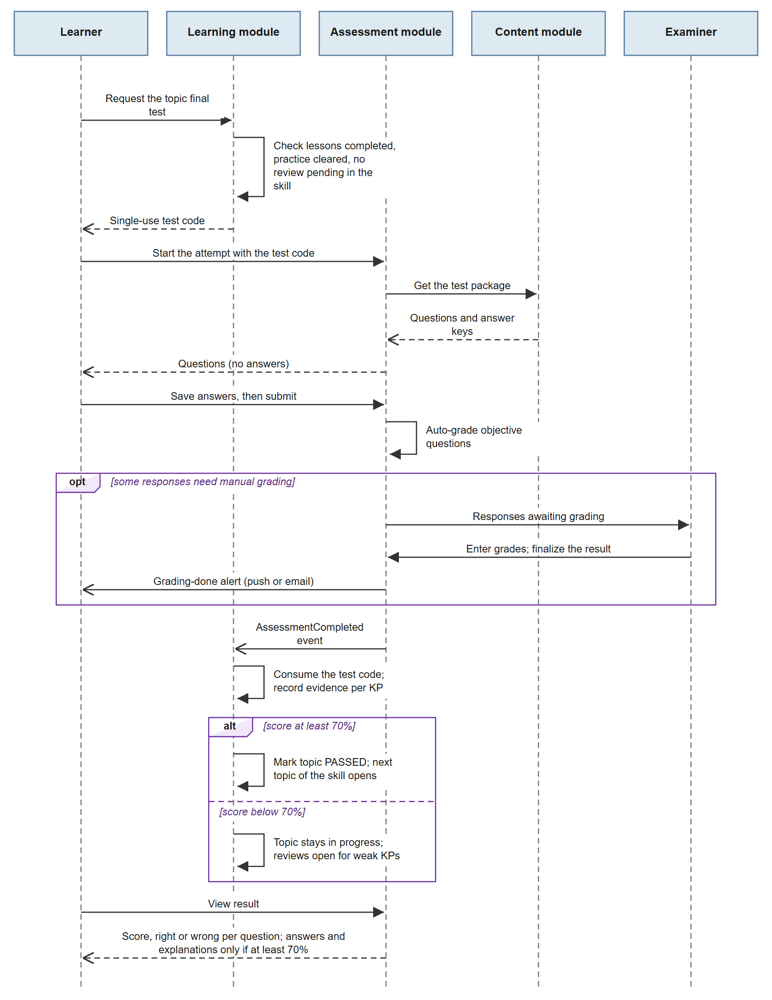 Learner
Learning module
Assessment module
Content module
Examiner
Request the topic final
test
Check lessons completed,
practice cleared, no
review pending in the
skill
Single-use test code
Start the attempt with the test code
Get the test package
Questions and answer
keys
Questions (no answers)
Save answers, then submit
Auto-grade objective
questions
opt
[some responses need manual grading]
Responses awaiting grading
Enter grades; finalize the result
Grading-done alert (push or email)
AssessmentCompleted
event
Consume the test code;
record evidence per KP
alt
[score at least 70%]
Mark topic PASSED; next
topic of the skill opens
[score below 70%]
Topic stays in progress;
reviews open for weak KPs
View result
Score, right or wrong per question; answers and
explanations only if at least 70%